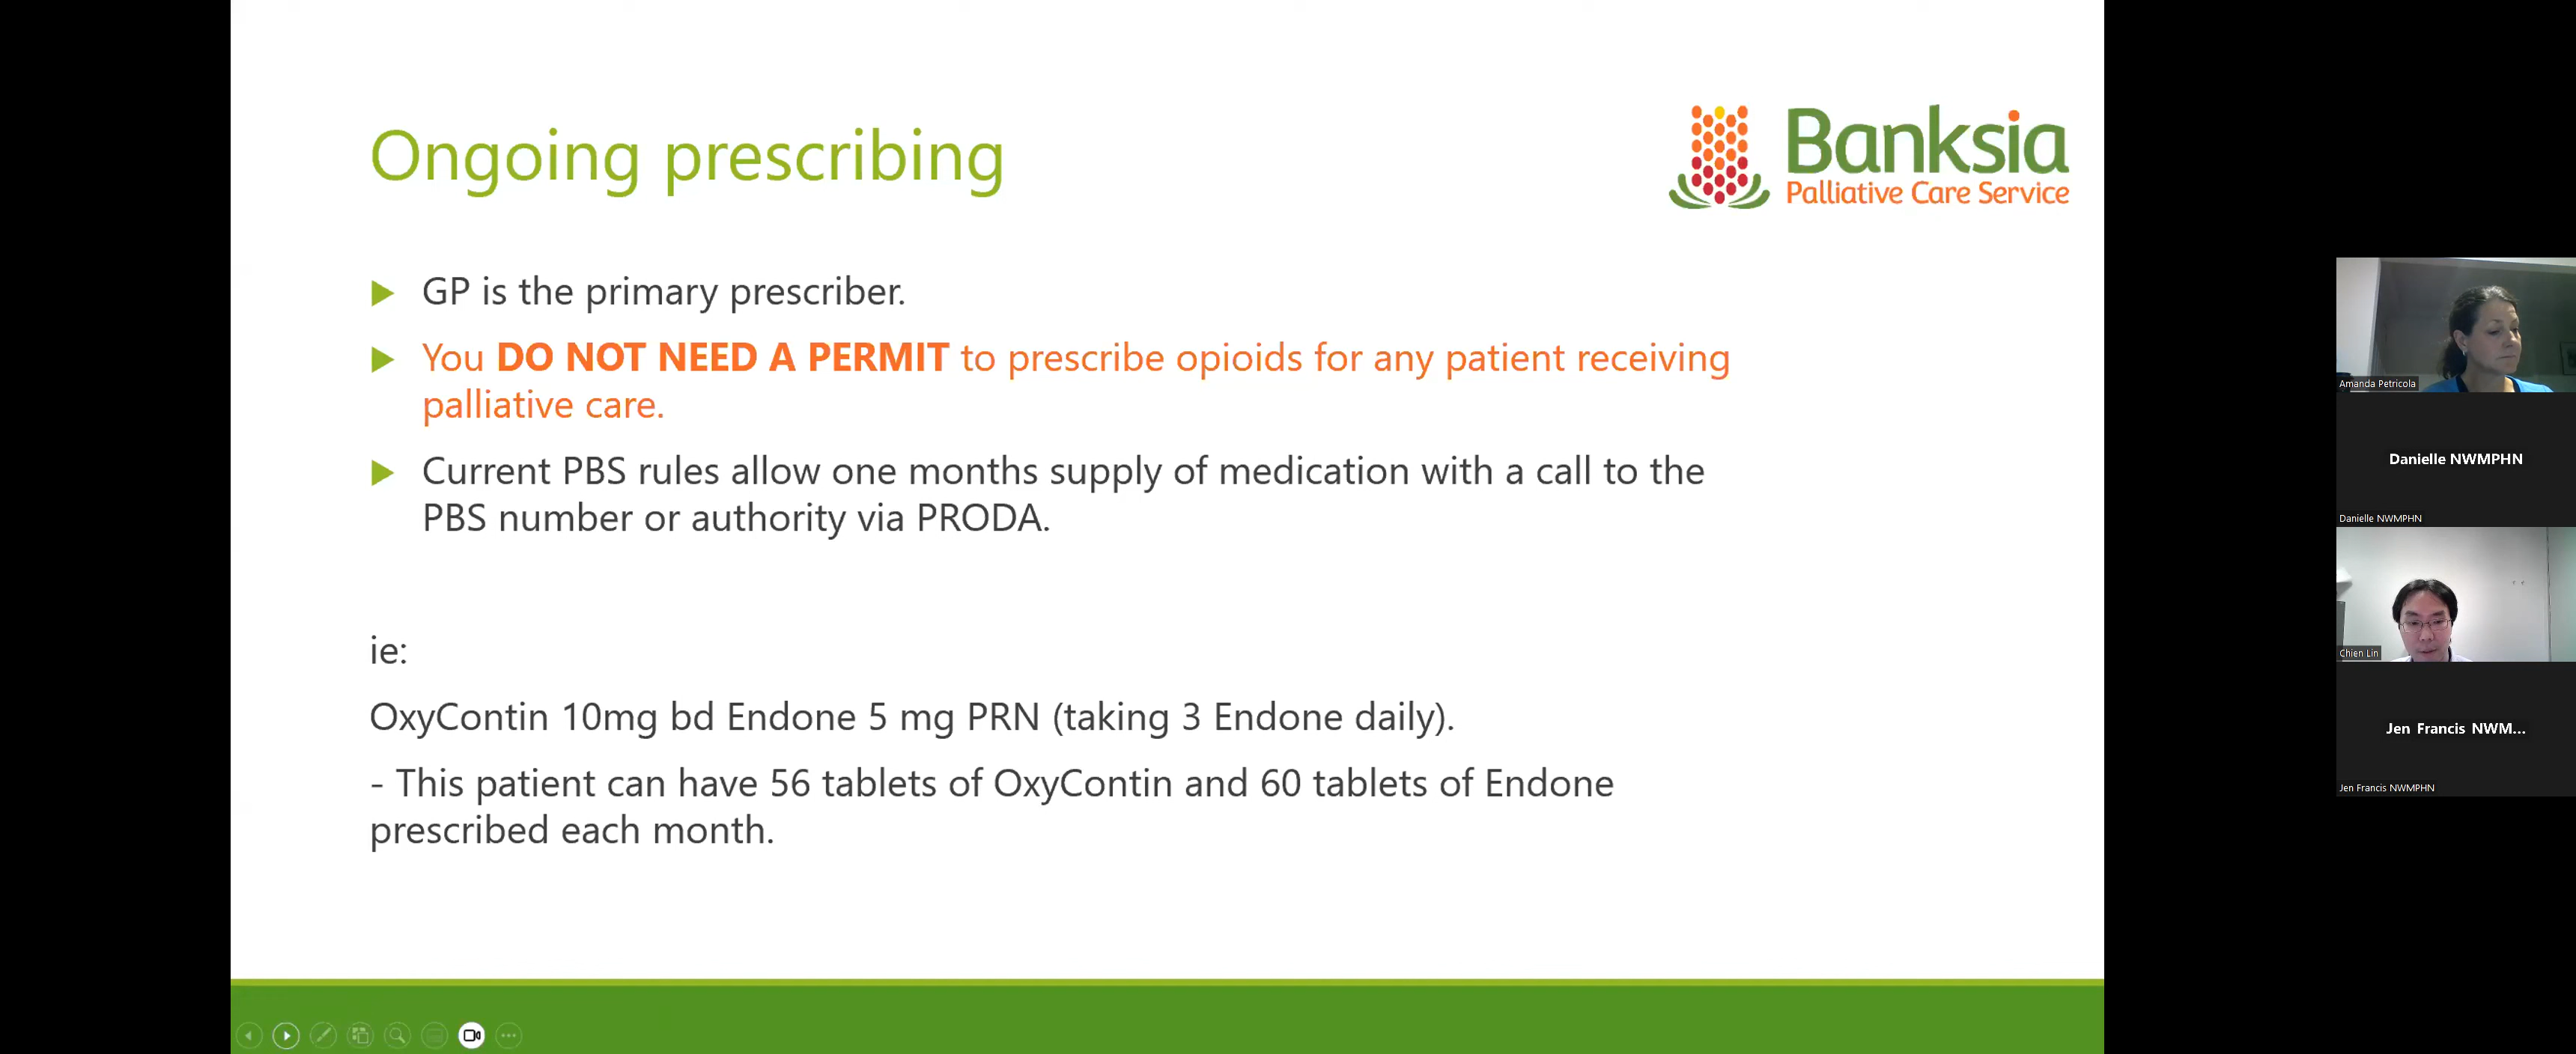 Ongoing prescribing
Banksia
Palliative Care Service
GP is the primary prescriber.
You DO NOT NEED A PERMIT to prescribe opioids for any patient receiving
palliative care.
Current PBS rules allow one months supply of medication with a call to the
PBS number or authority via PRODA.
ie:
OxyContin 10mg bd Endone 5 mg PRN (taking 3 Endone daily).
- This patient can have 56 tablets of OxyContin and 60 tablets of Endone
prescribed each month.
Amanda Petricola
Danielle NWMPHN
Danielle NWMPHN
Chien Lin
Jen Francis NWM...
Jen Francis NWMPHN